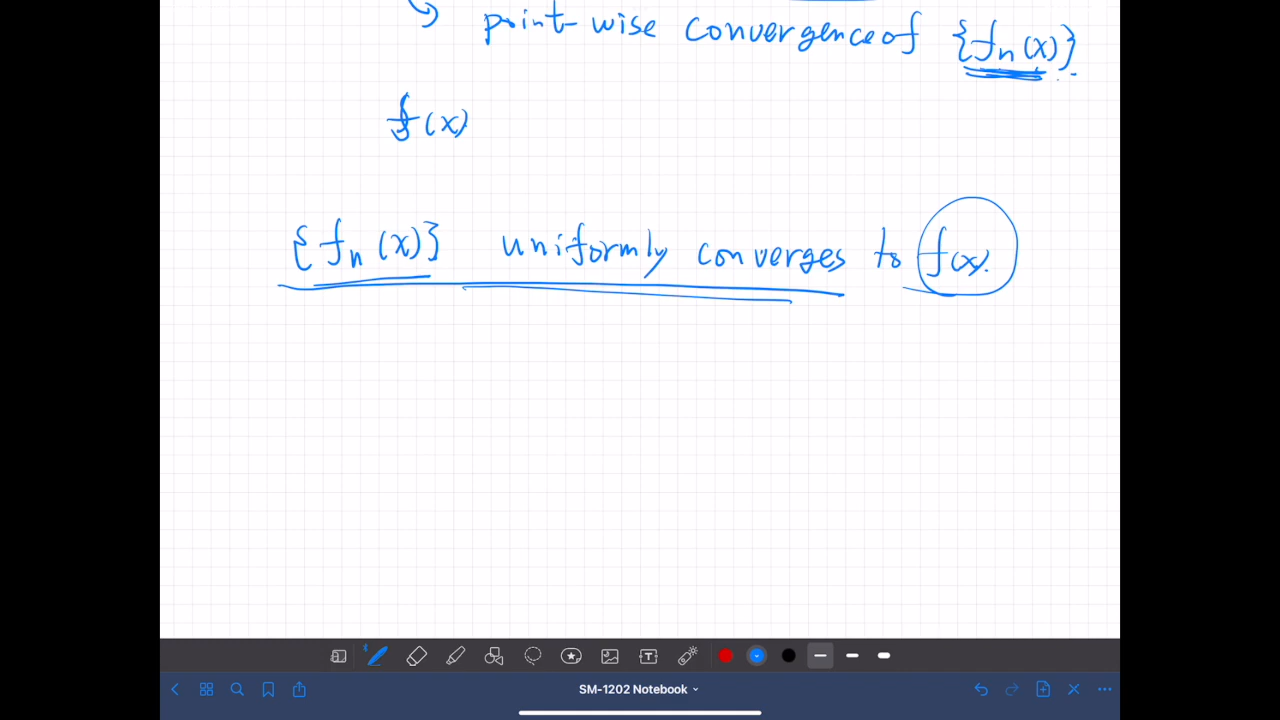 point-wise convergence of {fn(x)}
f(x)
{fn(x)} uniformly converges to f(x).
SM-1202 Notebook